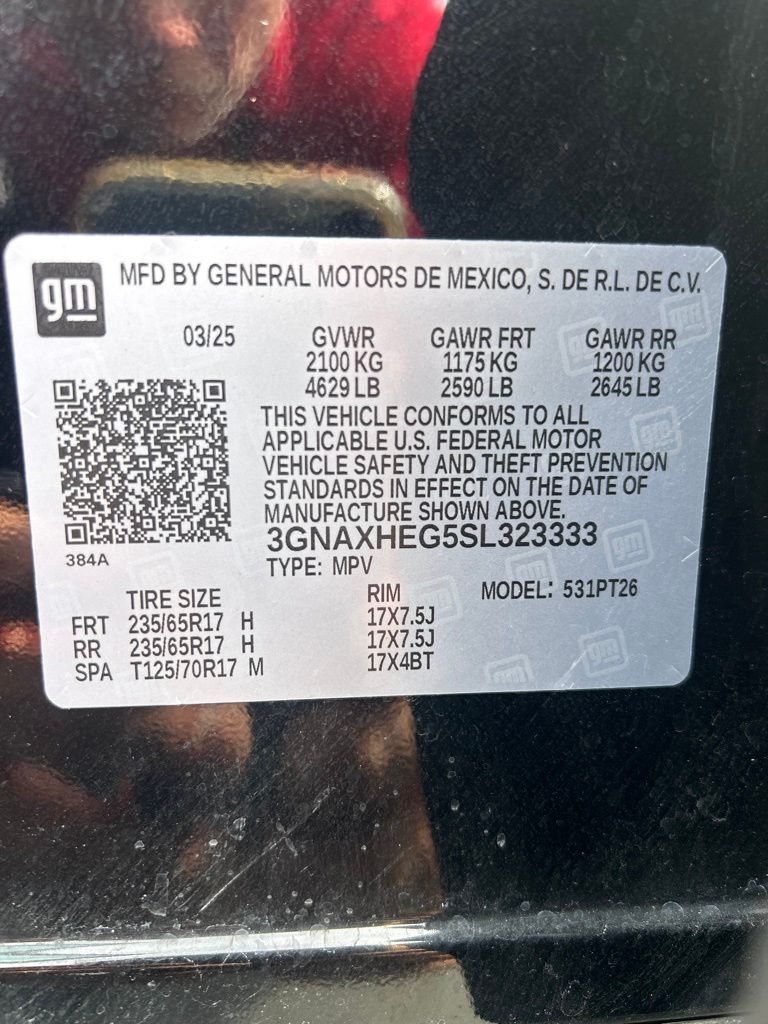 gm MFD BY GENERAL MOTORS DE MEXICO, S. DE R.L. DE C.V.
03/25 GVWR GAWR FRT GAWR RR
2100 KG 1175 KG 1200 KG
4629 LB 2590 LB 2645 LB
THIS VEHICLE CONFORMS TO ALL
APPLICABLE U.S. FEDERAL MOTOR
VEHICLE SAFETY AND THEFT PREVENTION
STANDARDS IN EFFECT ON THE DATE OF
MANUFACTURE SHOWN ABOVE.
3GNAXHEG5SL323333
384A
TYPE: MPV
TIRE SIZE RIM MODEL: 531PT26
FRT 235/65R17 H 17X7.5J
RR 235/65R17 H 17X7.5J
SPA T125/70R17 M 17X4BT